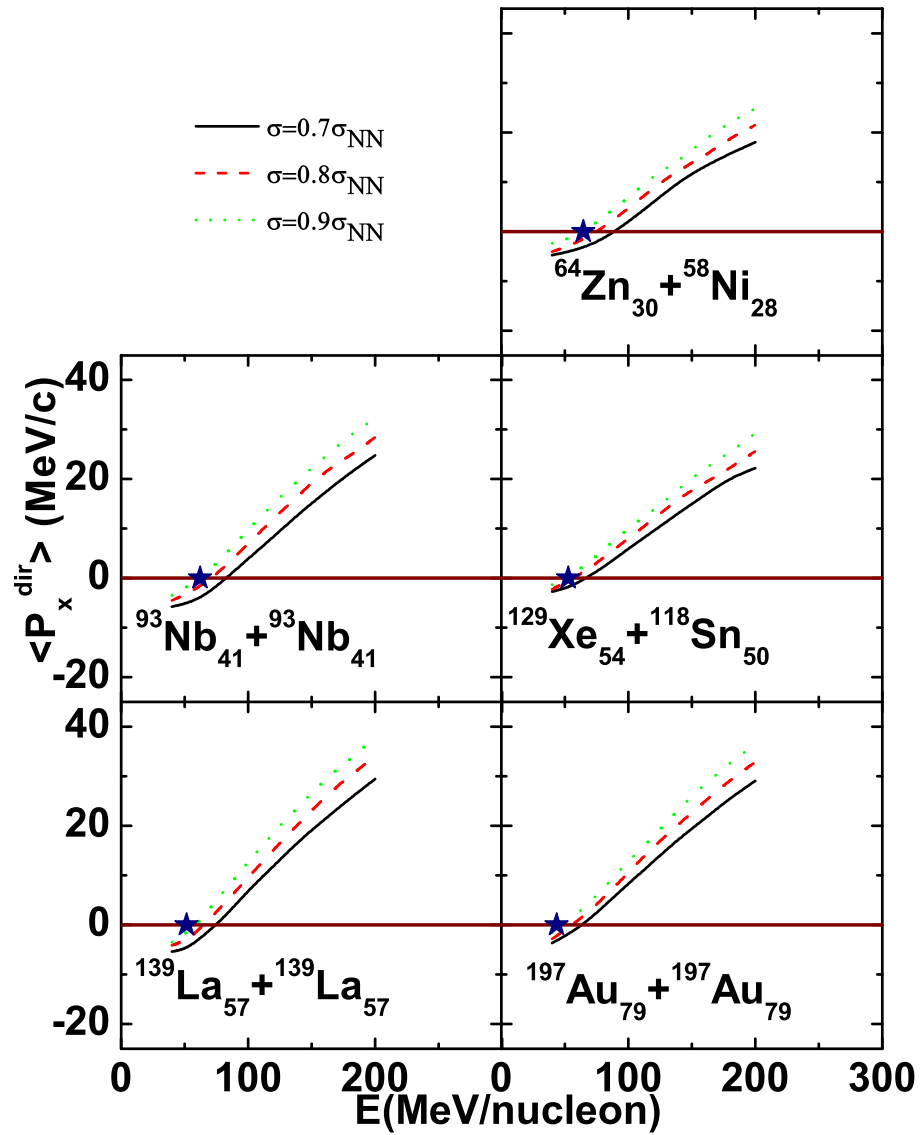 σ=0.7σNN
σ=0.8σNN
σ=0.9σNN
64Zn30+58Ni28
<Pxdir> (MeV/c)
40
20
0
-20
93Nb41+93Nb41
129Xe54+118Sn50
40
20
0
-20
139La57+139La57
197Au79+197Au79
0 100 200 0 100 200 300
E(MeV/nucleon)